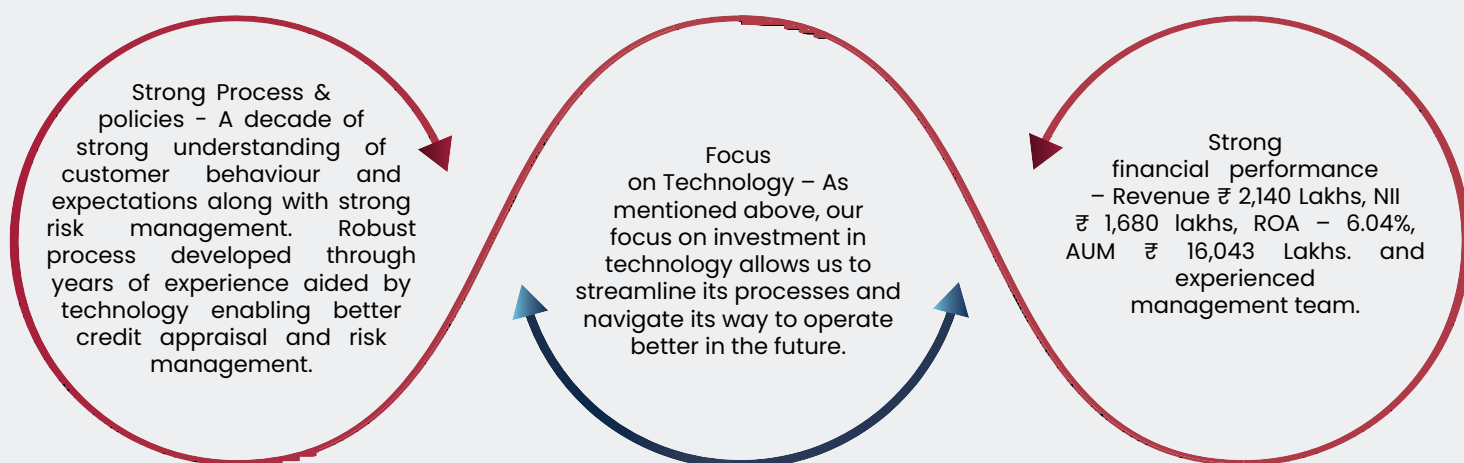 Strong Process &
policies - A decade of
strong understanding of
customer behaviour and
expectations along with strong
risk management. Robust
process developed through
years of experience aided by
technology enabling better
credit appraisal and risk
management.
Focus
on Technology – As
mentioned above, our
focus on investment in
technology allows us to
streamline its processes and
navigate its way to operate
better in the future.
Strong
financial performance
– Revenue ₹ 2,140 Lakhs, NII
₹ 1,680 lakhs, ROA – 6.04%,
AUM ₹ 16,043 Lakhs. and
experienced
management team.